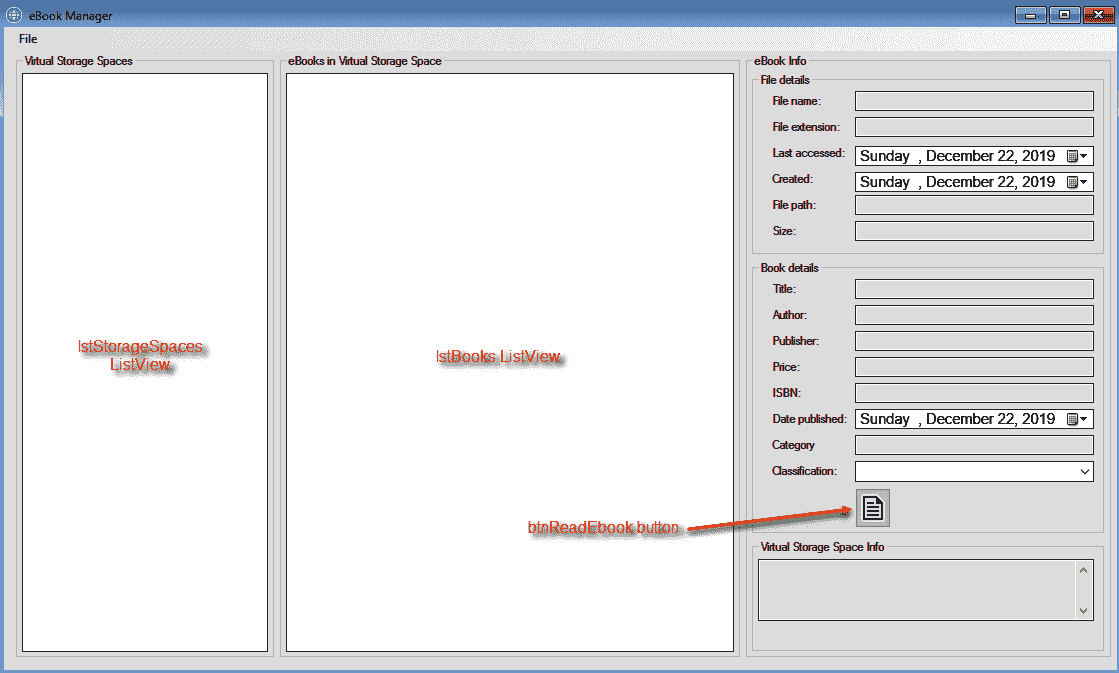 eBook Manager
File
Virtual Storage Spaces
eBooks in Virtual Storage Space
eBook Info
File details
File name:
File extension:
Last accessed:
Sunday , December 22, 2019
Created:
Sunday , December 22, 2019
File path:
Size:
Book details
Title:
Author:
Publisher:
Price:
ISBN:
Date published:
Sunday , December 22, 2019
Category
Classification:
Virtual Storage Space Info
lstStorageSpaces
ListView
lstBooks ListView
btnReadEbook button